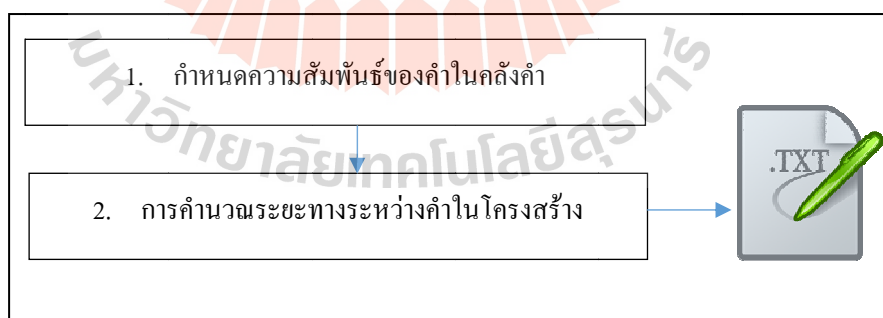 1. กำหนดความสัมพันธ์ของคำในคลังคำ
มหาวิทยาลัยเทคโนโลยีสุรนารี
.TXT
2. การคำนวณระยะทางระหว่างคำในโครงสร้าง